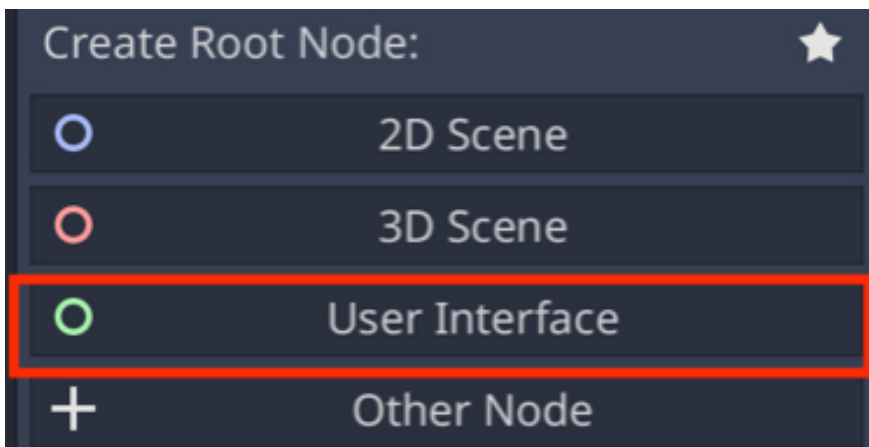 Create Root Node:
2D Scene
3D Scene
User Interface
Other Node